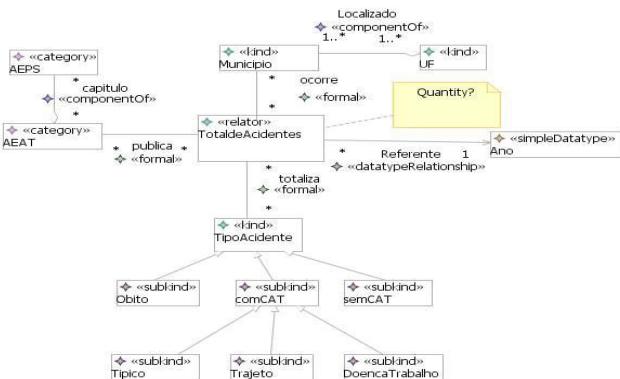 Localizado
«componentOf»
1..*
1..*
«category»
AEPS
«kind»
Municipio
«kind»
UF
*
capitulo
«componentOf»
*
*
ocorre
«formal»
*
Quantity?
«category»
AEAT
*
publica
*
«formal»
«relator»
TotaldeAcidentes
*
Referente
1
«datatypeRelationship»
«simpleDatatype»
Ano
*
totaliza
«formal»
*
«kind»
TipoAcidente
«subkind»
Obito
«subkind»
comCAT
«subkind»
semCAT
«subkind»
Tipico
«subkind»
Trajeto
«subkind»
DoencaTrabalho